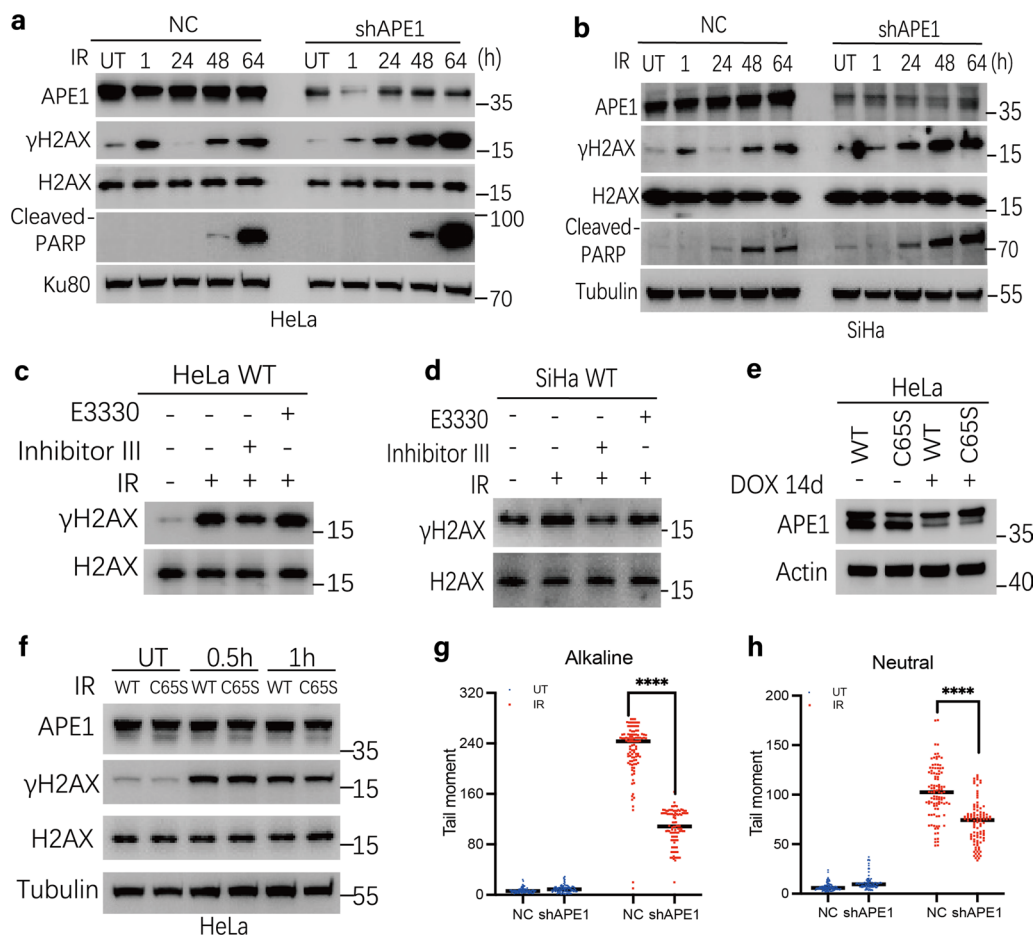 a
NC shAPE1
IR UT 1 24 48 64 UT 1 24 48 64 (h)
APE1
35
γH2AX
15
H2AX
15
Cleaved-
PARP
100
Ku80
70
HeLa
b
NC shAPE1
IR UT 1 24 48 64 UT 1 24 48 64 (h)
APE1
35
γH2AX
15
H2AX
15
Cleaved-
PARP
70
Tubulin
55
SiHa
c
HeLa WT
E3330 - - - +
Inhibitor III - - + -
IR - + + +
γH2AX
15
H2AX
15
d
SiHa WT
E3330 - - - +
Inhibitor III - - + -
IR - + + +
γH2AX
15
H2AX
15
e
HeLa
WT C65S WT C65S
DOX 14d - - + +
APE1
35
Actin
40
f
UT 0.5h 1h
IR WT C65S WT C65S WT C65S
APE1
35
γH2AX
15
H2AX
15
Tubulin
55
HeLa
g
Alkaline
UT
IR
****
Tail moment
320
240
160
80
0
NC shAPE1 NC shAPE1
h
Neutral
UT
IR
****
Tail moment
200
150
100
50
0
NC shAPE1 NC shAPE1